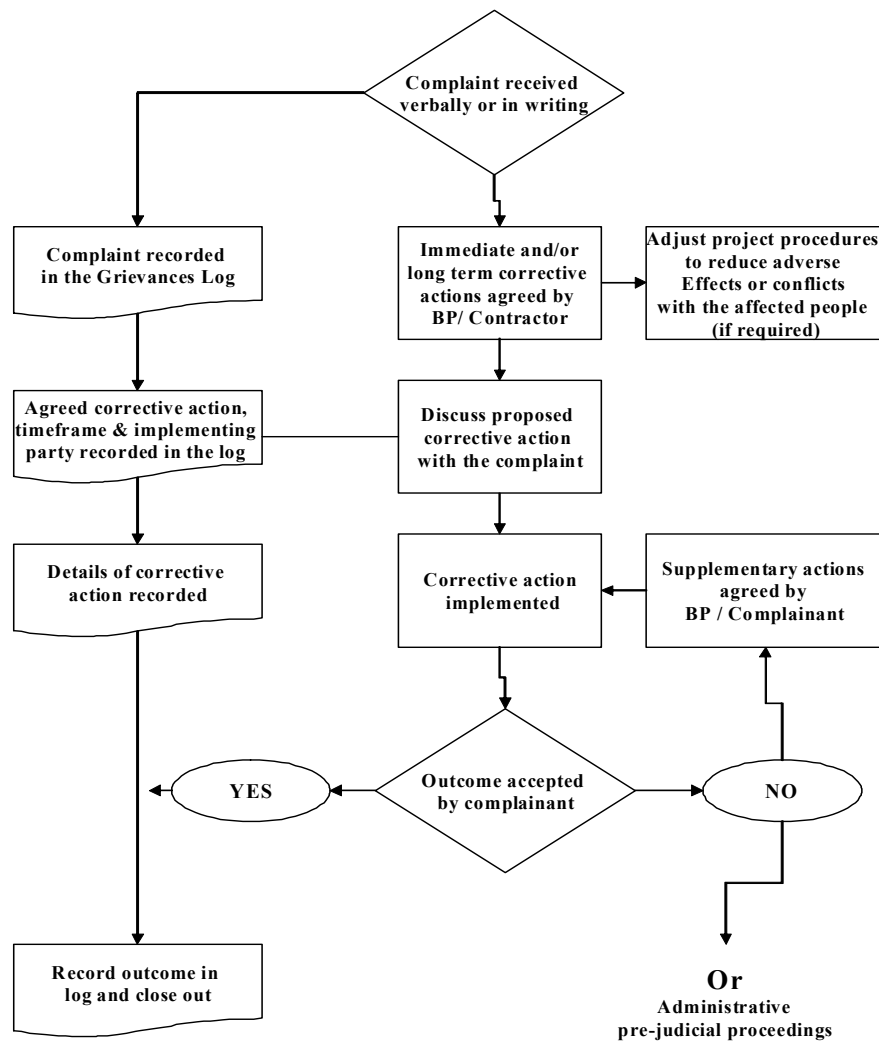 Complaint received
verbally or in writing
Complaint recorded
in the Grievances Log
Immediate and/or
long term corrective
actions agreed by
BP/ Contractor
Adjust project procedures
to reduce adverse
Effects or conflicts
with the affected people
(if required)
Agreed corrective action,
timeframe & implementing
party recorded in the log
Discuss proposed
corrective action
with the complaint
Details of corrective
action recorded
Corrective action
implemented
Supplementary actions
agreed by
BP / Complainant
YES
Outcome accepted
by complainant
NO
Record outcome in
log and close out
Or
Administrative
pre-judicial proceedings